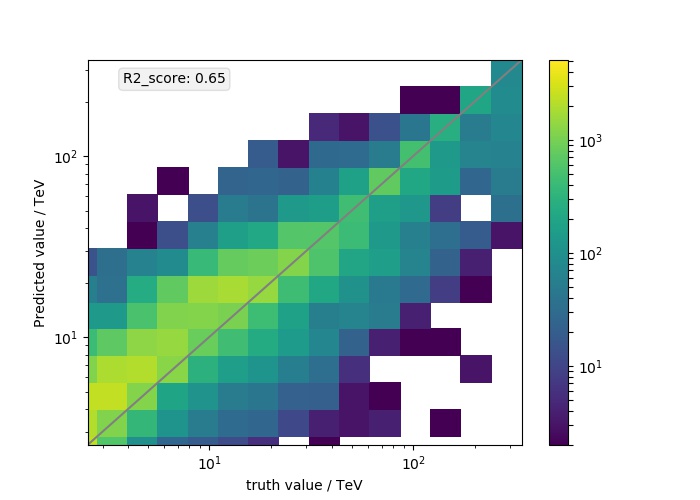 R2_score: 0.65
Predicted value / TeV
10²
10¹
10¹
10²
truth value / TeV
10³
10²
10¹